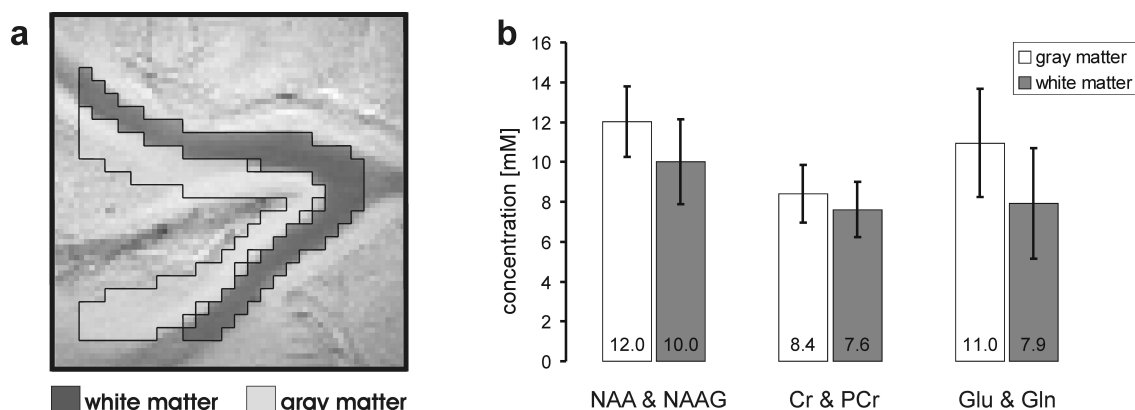 a
white matter
gray matter
b
concentration [mM]
16
14
12
10
8
6
4
2
0
gray matter
white matter
12.0
10.0
8.4
7.6
11.0
7.9
NAA & NAAG
Cr & PCr
Glu & Gln